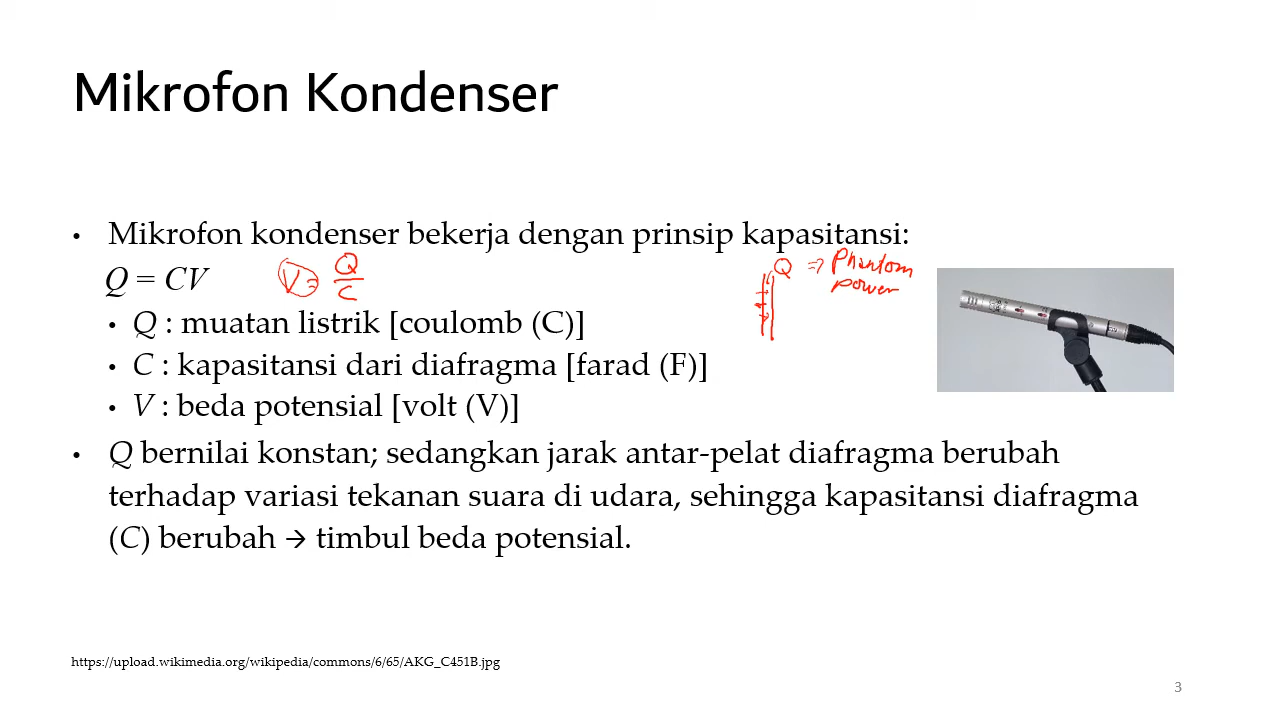 Mikrofon Kondenser
• Mikrofon kondenser bekerja dengan prinsip kapasitansi:
Q = CV
V = Q/C
Q ⇒ Phantom
power
• Q : muatan listrik [coulomb (C)]
• C : kapasitansi dari diafragma [farad (F)]
• V : beda potensial [volt (V)]
• Q bernilai konstan; sedangkan jarak antar-pelat diafragma berubah
terhadap variasi tekanan suara di udara, sehingga kapasitansi diafragma
(C) berubah → timbul beda potensial.
https://upload.wikimedia.org/wikipedia/commons/6/65/AKG_C451B.jpg
3